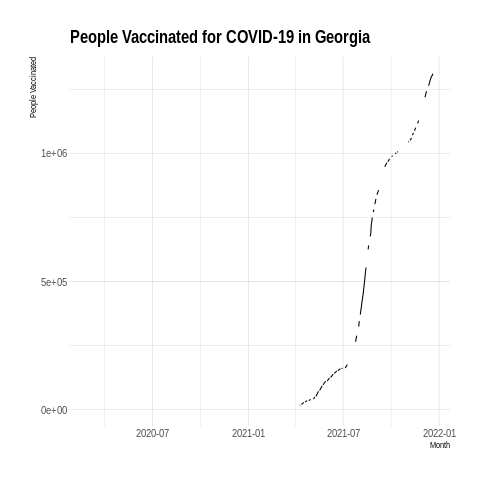 People Vaccinated for COVID-19 in Georgia
People Vaccinated
1e+06
5e+05
0e+00
2020-07
2021-01
2021-07
2022-01
Month